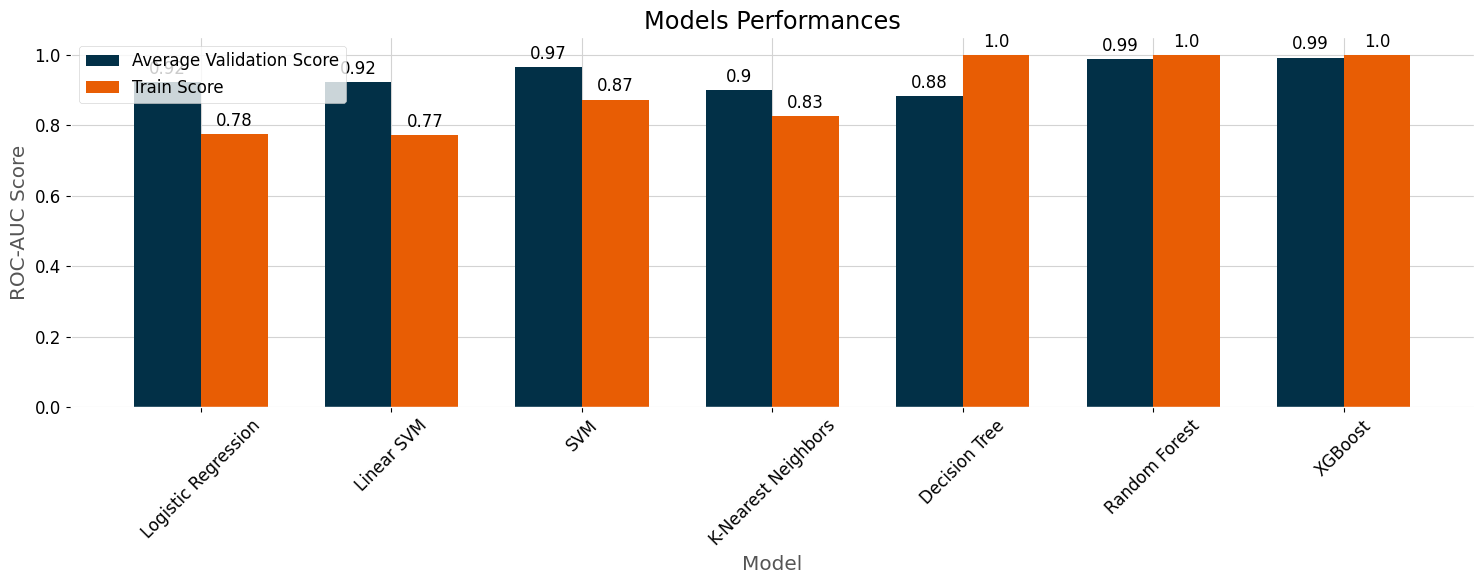 Models Performances
Average Validation Score
Train Score
ROC-AUC Score
1.0
0.8
0.6
0.4
0.2
0.0
0.92
0.78
0.92
0.77
0.97
0.87
0.9
0.83
0.88
1.0
0.99
1.0
0.99
1.0
Logistic Regression
Linear SVM
SVM
K-Nearest Neighbors
Decision Tree
Random Forest
XGBoost
Model